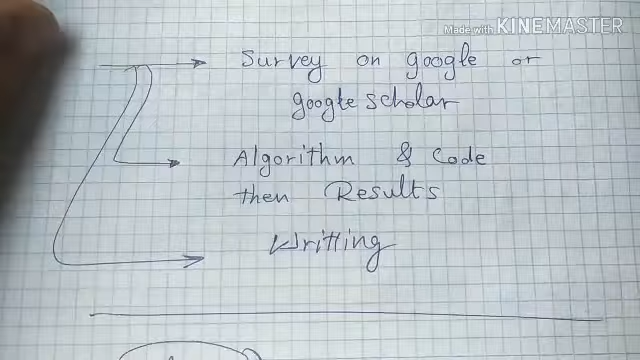 Made with KINEMASTER
Survey on google or
google scholar
Algorithm & Code
then Results
Writting